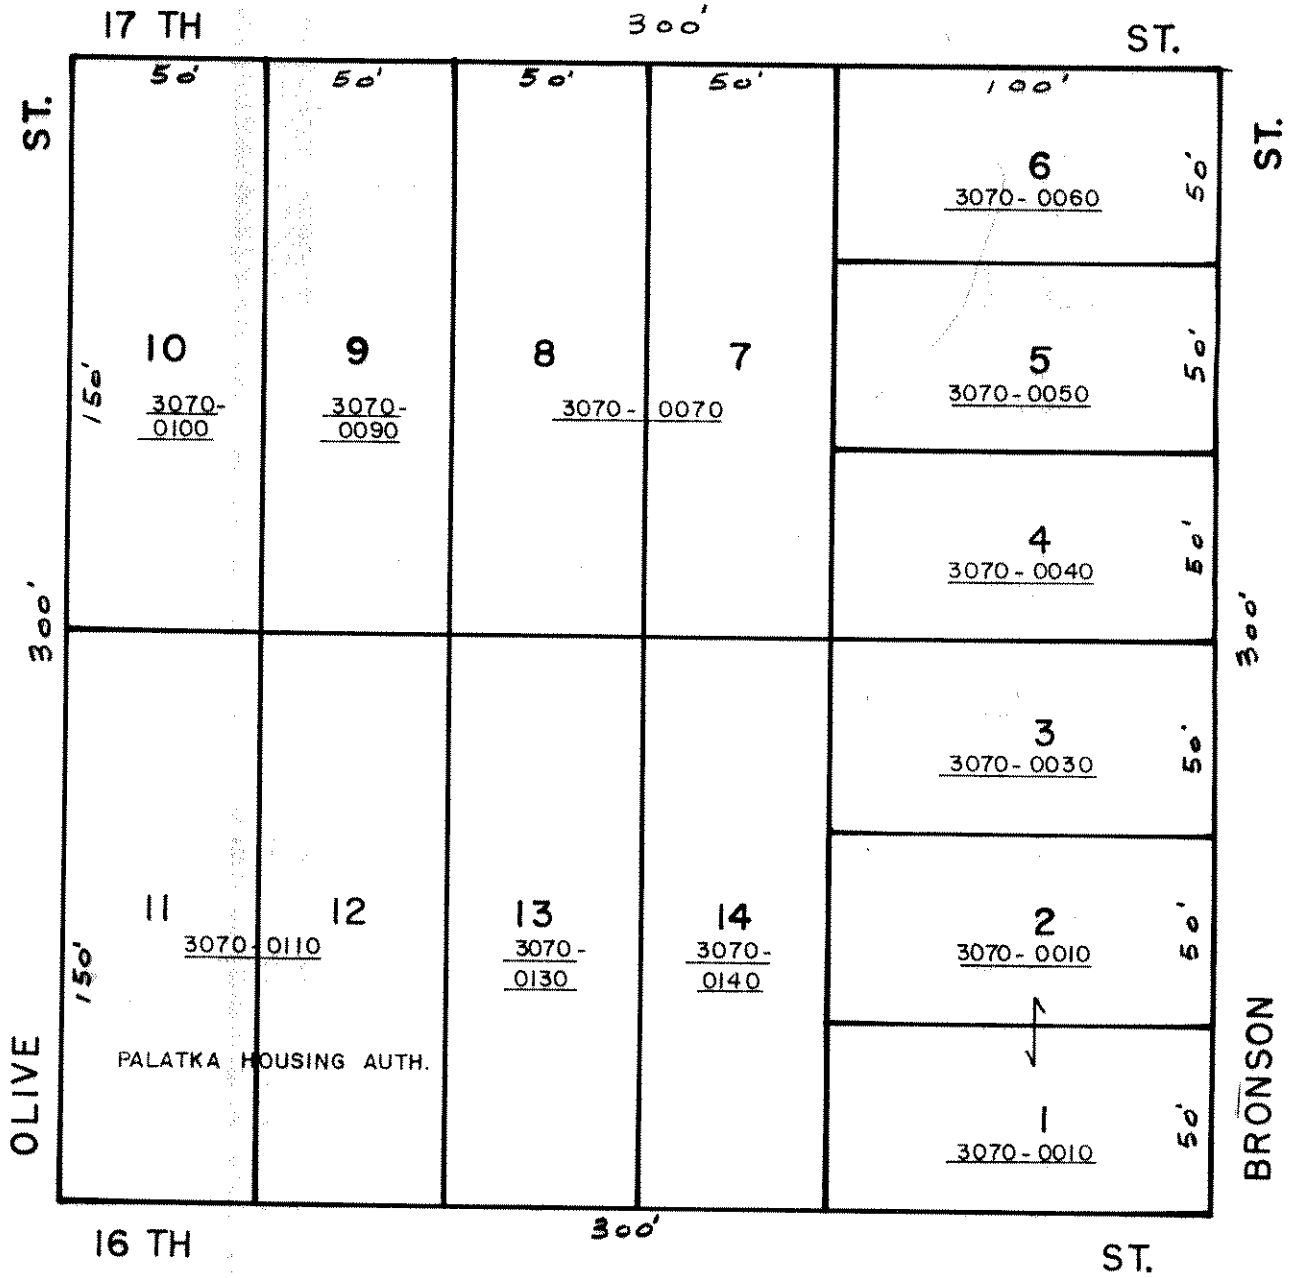 17 TH 300' ST.
50' 50' 50' 50' 100'
ST. ST.
6 50'
3070-0060
10 9 8 7 5 50'
150'
3070- 3070- 3070-0070 3070-0050
0100 0090
4 50'
3070-0040
300' 300'
3 50'
3070-0030
11 12 13 14 2 50'
150'
3070-0110 3070- 3070- 3070-0010
0130 0140
PALATKA HOUSING AUTH.
OLIVE BRONSON
1 50'
3070-0010
300'
16 TH ST.